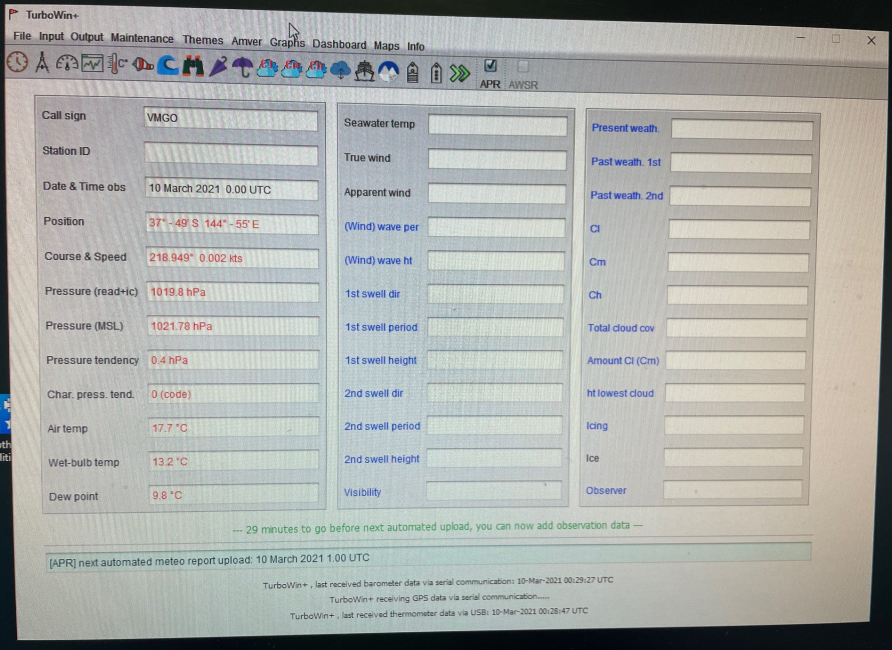 TurboWin+
File Input Output Maintenance Themes Amver Graphs Dashboard Maps Info
APR AWSR
Call sign VMGO
Station ID
Date & Time obs 10 March 2021 0.00 UTC
Position 37° - 49' S 144° - 55' E
Course & Speed 218.949° 0.002 kts
Pressure (read+ic) 1019.8 hPa
Pressure (MSL) 1021.78 hPa
Pressure tendency 0.4 hPa
Char. press. tend. 0 (code)
Air temp 17.7 °C
Wet-bulb temp 13.2 °C
Dew point 9.8 °C
Seawater temp
True wind
Apparent wind
(Wind) wave per
(Wind) wave ht
1st swell dir
1st swell period
1st swell height
2nd swell dir
2nd swell period
2nd swell height
Visibility
Present weath.
Past weath. 1st
Past weath. 2nd
Cl
Cm
Ch
Total cloud cov
Amount Cl (Cm)
ht lowest cloud
Icing
Ice
Observer
--- 29 minutes to go before next automated upload, you can now add observation data ---
[APR] next automated meteo report upload: 10 March 2021 1.00 UTC
TurboWin+ , last received barometer data via serial communication: 10-Mar-2021 00:29:27 UTC
TurboWin+ receiving GPS data via serial communication.....
TurboWin+ , last received thermometer data via USB: 10-Mar-2021 00:28:47 UTC